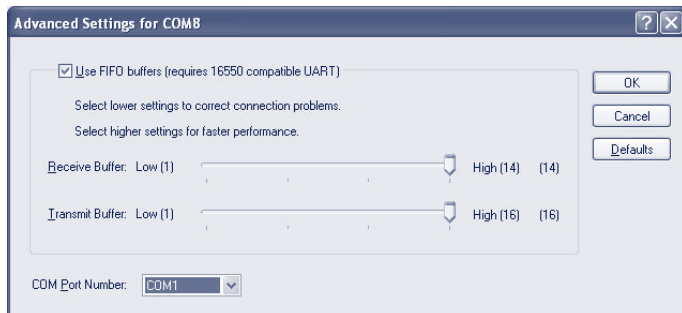 Advanced Settings for COM8
Use FIFO buffers (requires 16550 compatible UART)
OK
Select lower settings to correct connection problems.
Cancel
Select higher settings for faster performance.
Defaults
Receive Buffer: Low (1) High (14) (14)
Transmit Buffer: Low (1) High (16) (16)
COM Port Number: COM1